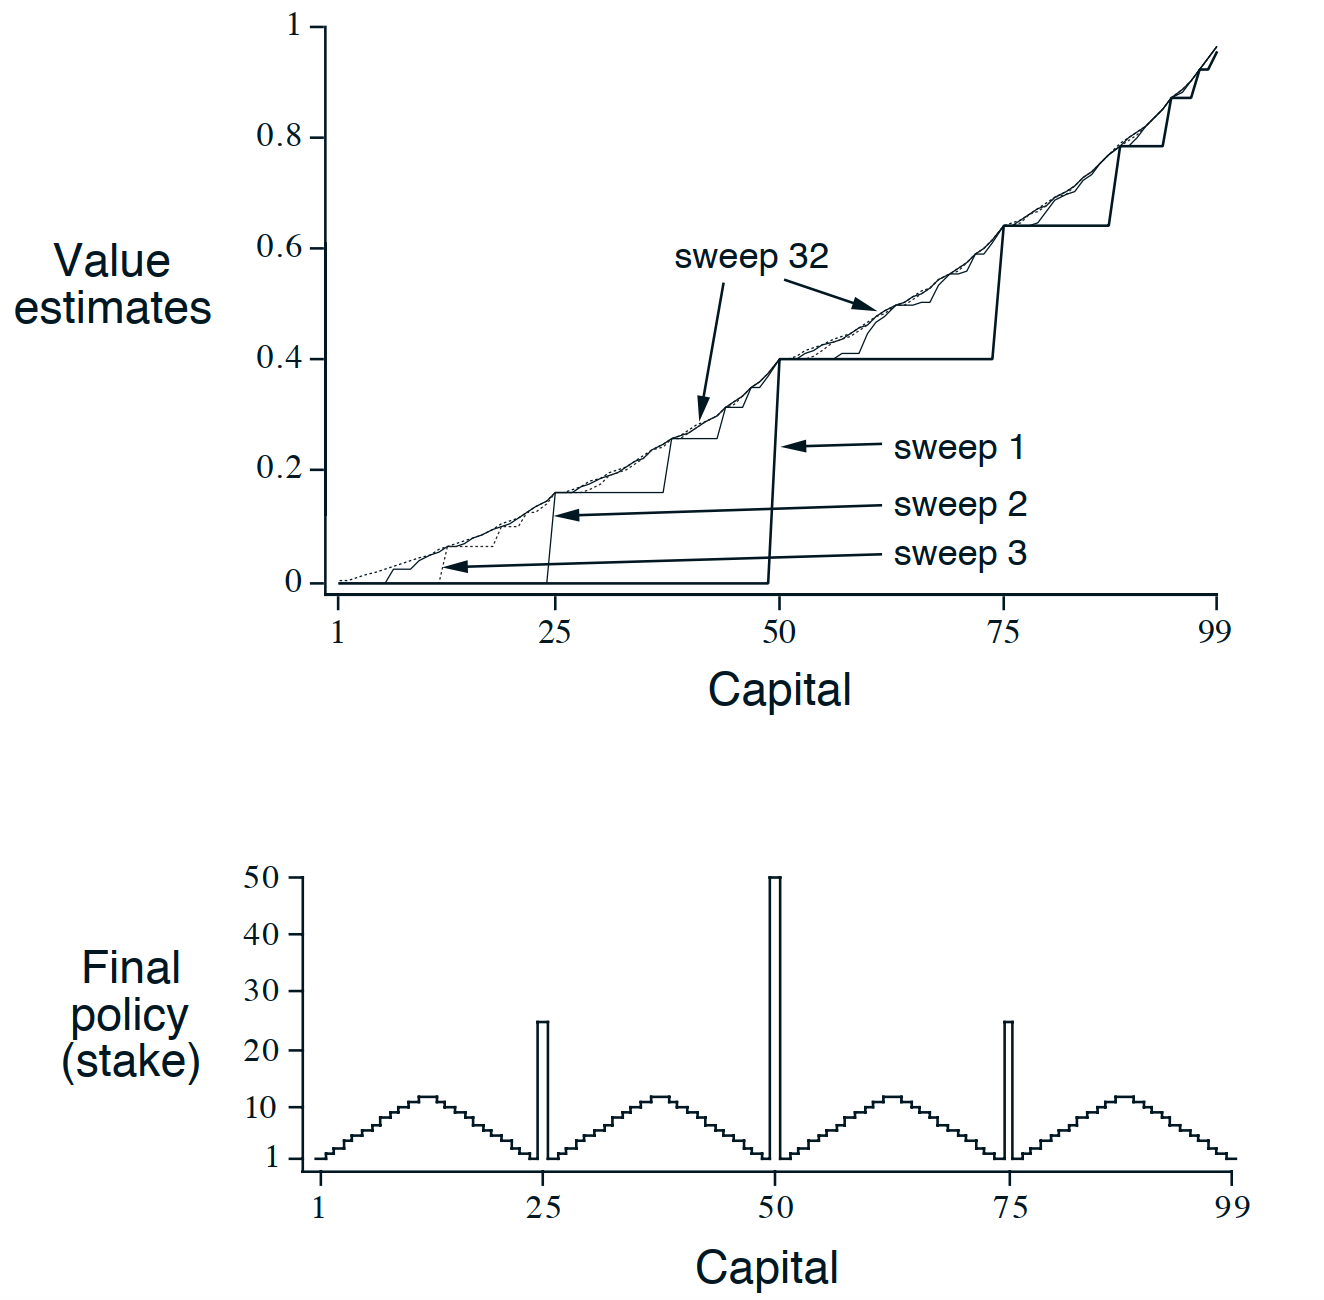 1
0.8
0.6
0.4
0.2
0
Value
estimates
sweep 32
sweep 1
sweep 2
sweep 3
1 25 50 75 99
Capital
50
40
30
20
10
1
Final
policy
(stake)
1 25 50 75 99
Capital